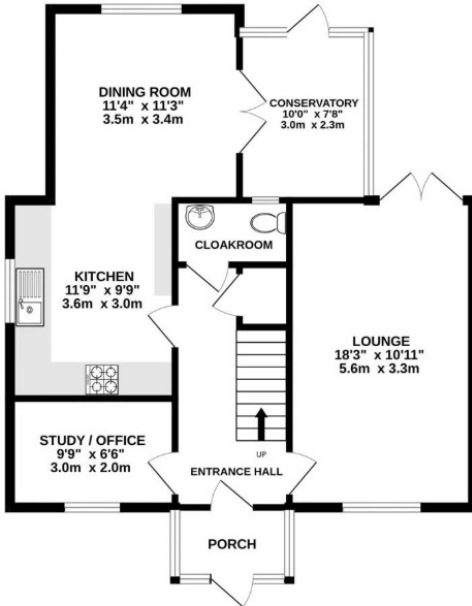 DINING ROOM
11'4" x 11'3"
3.5m x 3.4m
CONSERVATORY
10'0" x 7'8"
3.0m x 2.3m
CLOAKROOM
KITCHEN
11'9" x 9'9"
3.6m x 3.0m
LOUNGE
18'3" x 10'11"
5.6m x 3.3m
STUDY / OFFICE
9'9" x 6'6"
3.0m x 2.0m
UP
ENTRANCE HALL
PORCH